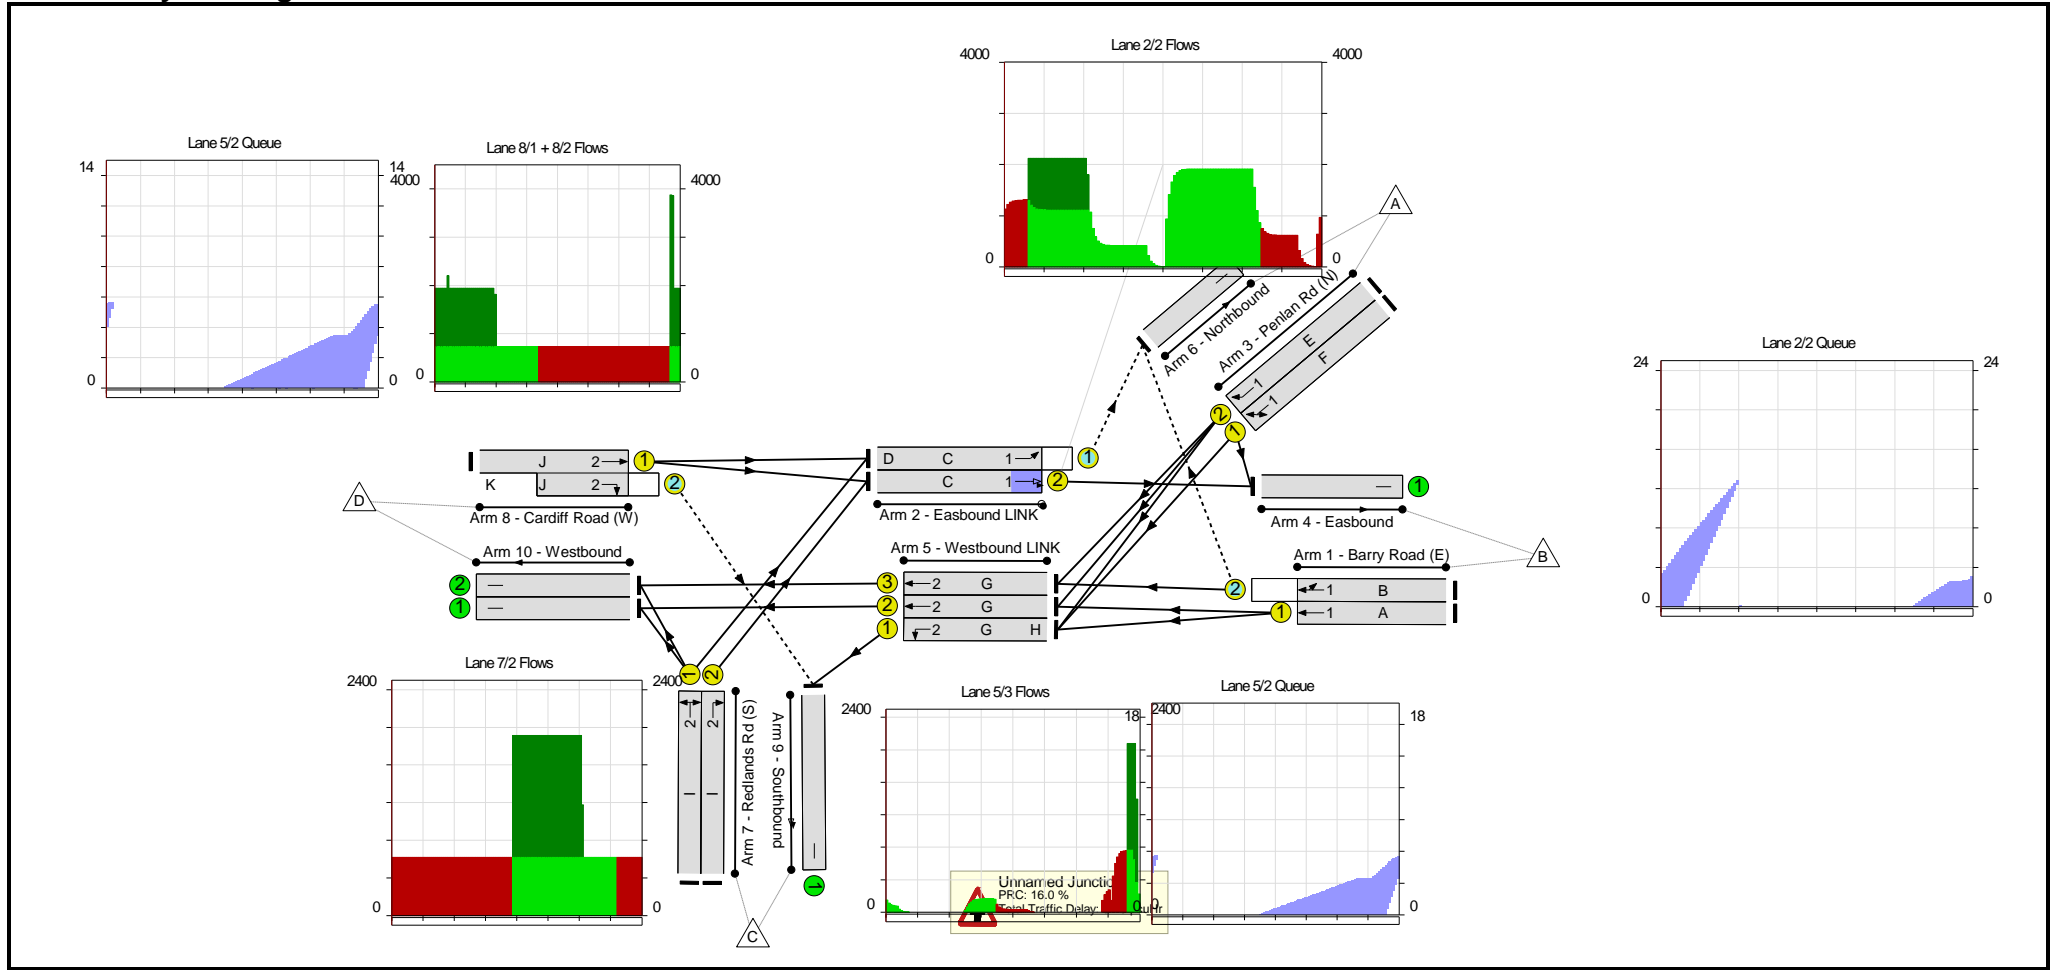 Lane 2/2 Flows
4000
4000
0
0
Lane 5/2 Queue
14
14
0
0
Lane 8/1 + 8/2 Flows
4000
4000
0
0
A
Arm 6 - Northbound
Arm 3 - Penlan Rd (N)
E
F
1
1
2
1
Lane 2/2 Queue
24
24
0
0
J
2
1
K
J
2
2
Arm 8 - Cardiff Road (W)
D
D
C
1
1
C
1
2
Arm 2 - Easbound LINK
1
Arm 4 - Easbound
B
Arm 10 - Westbound
2
1
Arm 5 - Westbound LINK
3
2
G
2
2
G
1
2
G
H
Arm 1 - Barry Road (E)
2
1
B
1
1
A
Lane 7/2 Flows
2400
2400
0
0
1
2
2
2
Arm 7 - Redlands Rd (S)
Arm 9 - Southbound
1
C
Lane 5/3 Flows
2400
2400
0
0
Unnamed Junctio
PRC: 16.0 %
Total Traffic Delay:
Lane 5/2 Queue
18
18
0